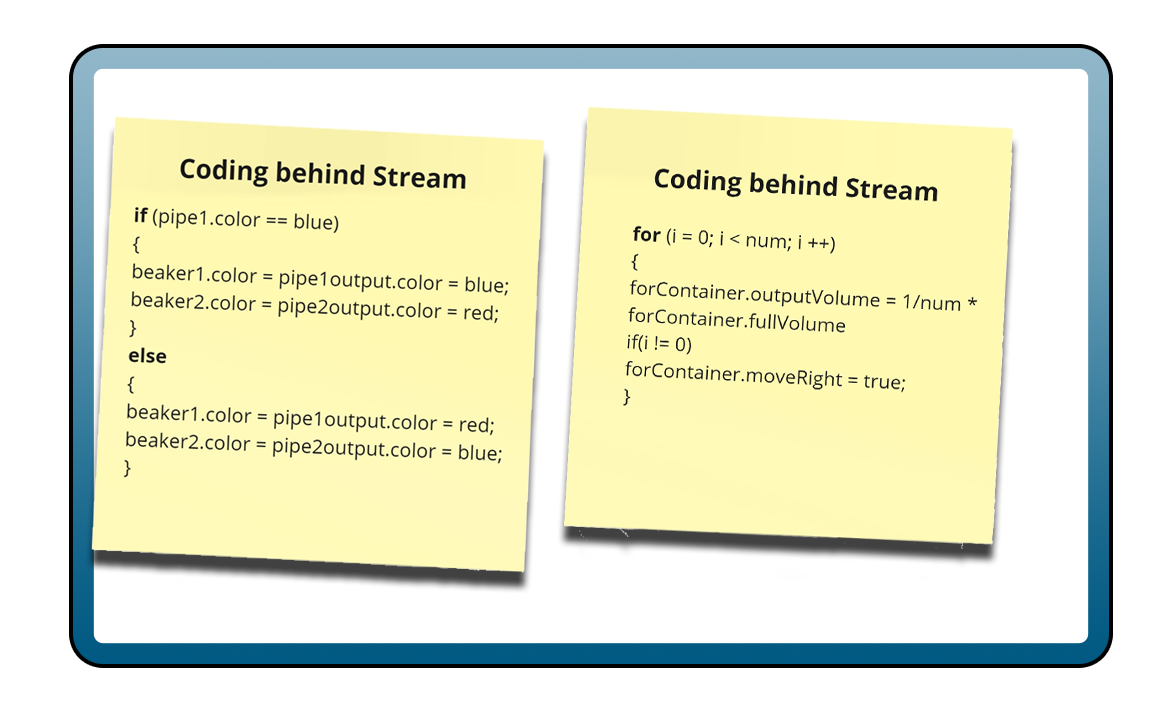 Coding behind Stream
if (pipe1.color == blue)
{
beaker1.color = pipe1output.color = blue;
beaker2.color = pipe2output.color = red;
}
else
{
beaker1.color = pipe1output.color = red;
beaker2.color = pipe2output.color = blue;
}
Coding behind Stream
for (i = 0; i < num; i ++)
{
forContainer.outputVolume = 1/num *
forContainer.fullVolume
if(i != 0)
forContainer.moveRight = true;
}